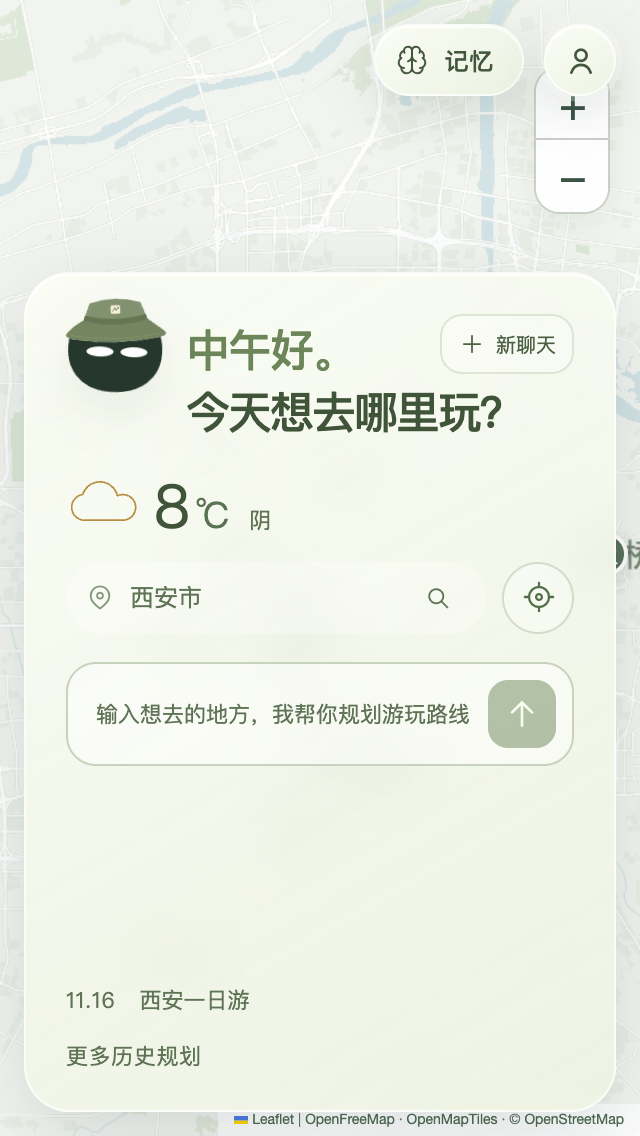 记忆
+
−
中午好。
+ 新聊天
今天想去哪里玩?
8℃ 阴
西安市
输入想去的地方，我帮你规划游玩路线
11.16 西安一日游
更多历史规划
Leaflet | OpenFreeMap · OpenMapTiles · © OpenStreetMap